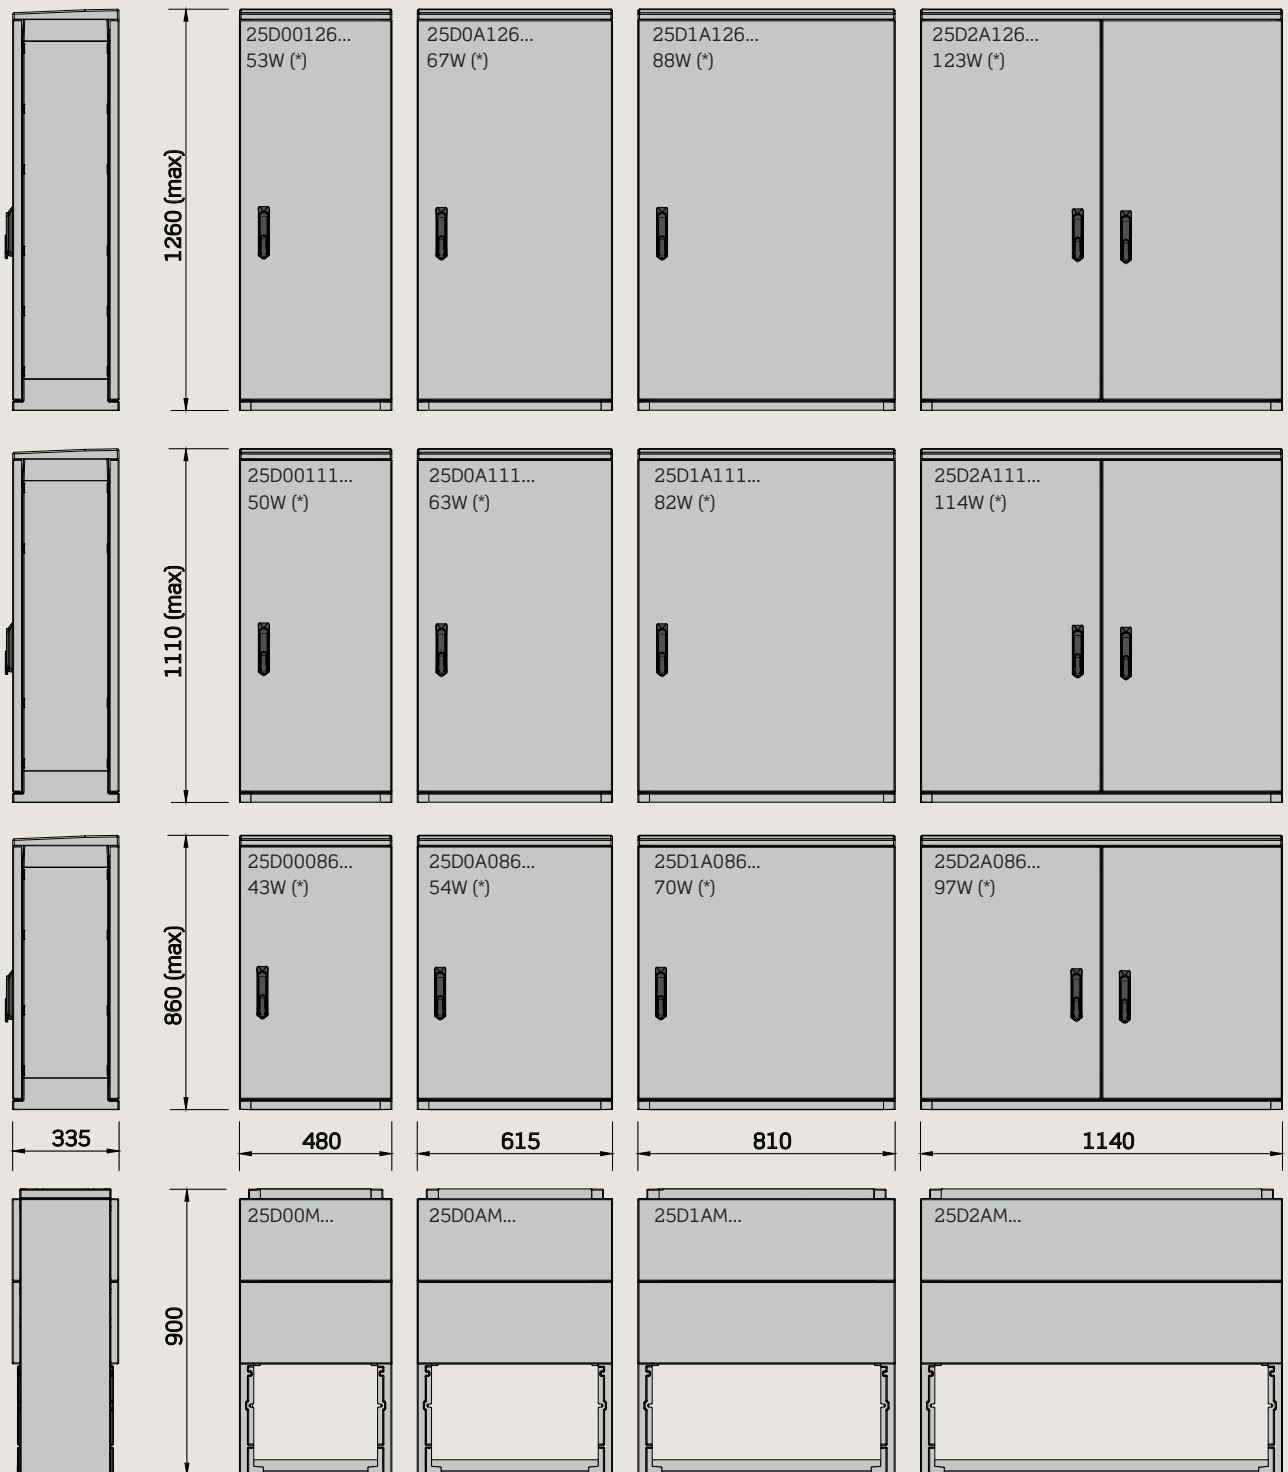 25D00126...
53W (*)
25D0A126...
67W (*)
25D1A126...
88W (*)
25D2A126...
123W (*)
1260 (max)
25D00111...
50W (*)
25D0A111...
63W (*)
25D1A111...
82W (*)
25D2A111...
114W (*)
1110 (max)
25D00086...
43W (*)
25D0A086...
54W (*)
25D1A086...
70W (*)
25D2A086...
97W (*)
860 (max)
335
480
615
810
1140
25D00M...
25D0AM...
25D1AM...
25D2AM...
900